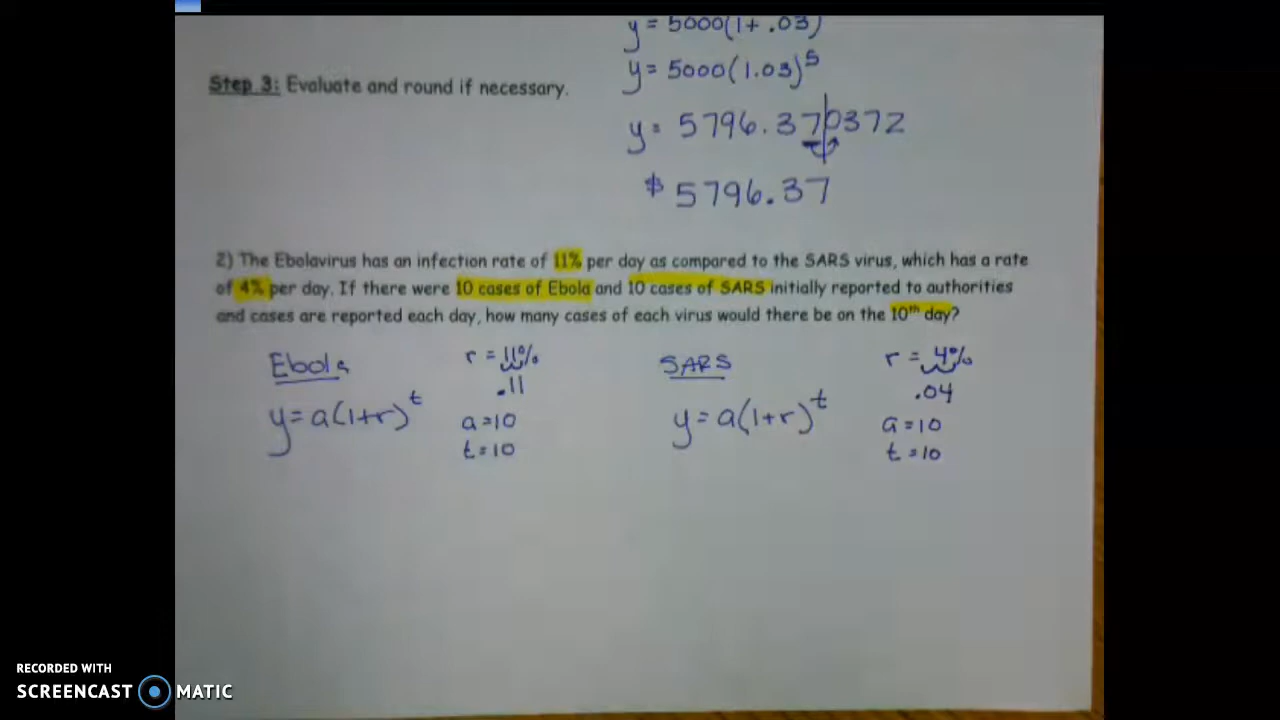 y = 5000(1 + .03)
y = 5000(1.03)^5
Step 3: Evaluate and round if necessary.
y = 5796.370372
$5796.37
2) The Ebolavirus has an infection rate of 11% per day as compared to the SARS virus, which has a rate
of 4% per day. If there were 10 cases of Ebola and 10 cases of SARS initially reported to authorities
and cases are reported each day, how many cases of each virus would there be on the 10th day?
Ebola
r = 11%
.11
y = a(1+r)^t
a = 10
t = 10
SARS
r = 4%
.04
y = a(1+r)^t
a = 10
t = 10
RECORDED WITH
SCREENCAST MATIC